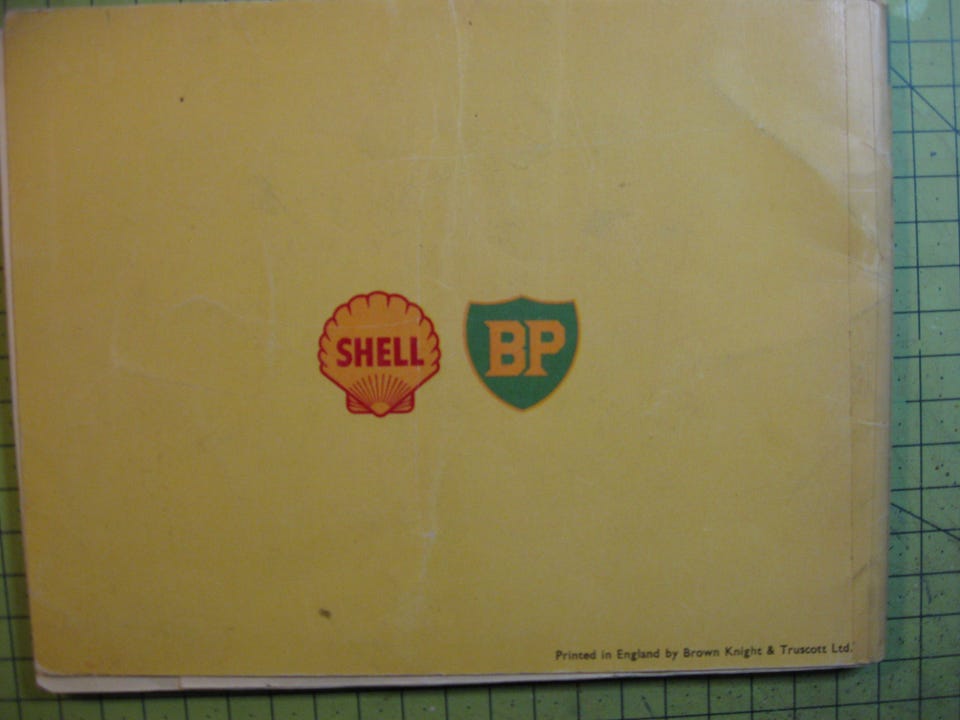 SHELL
BP
Printed in England by Brown Knight & Truscott Ltd.